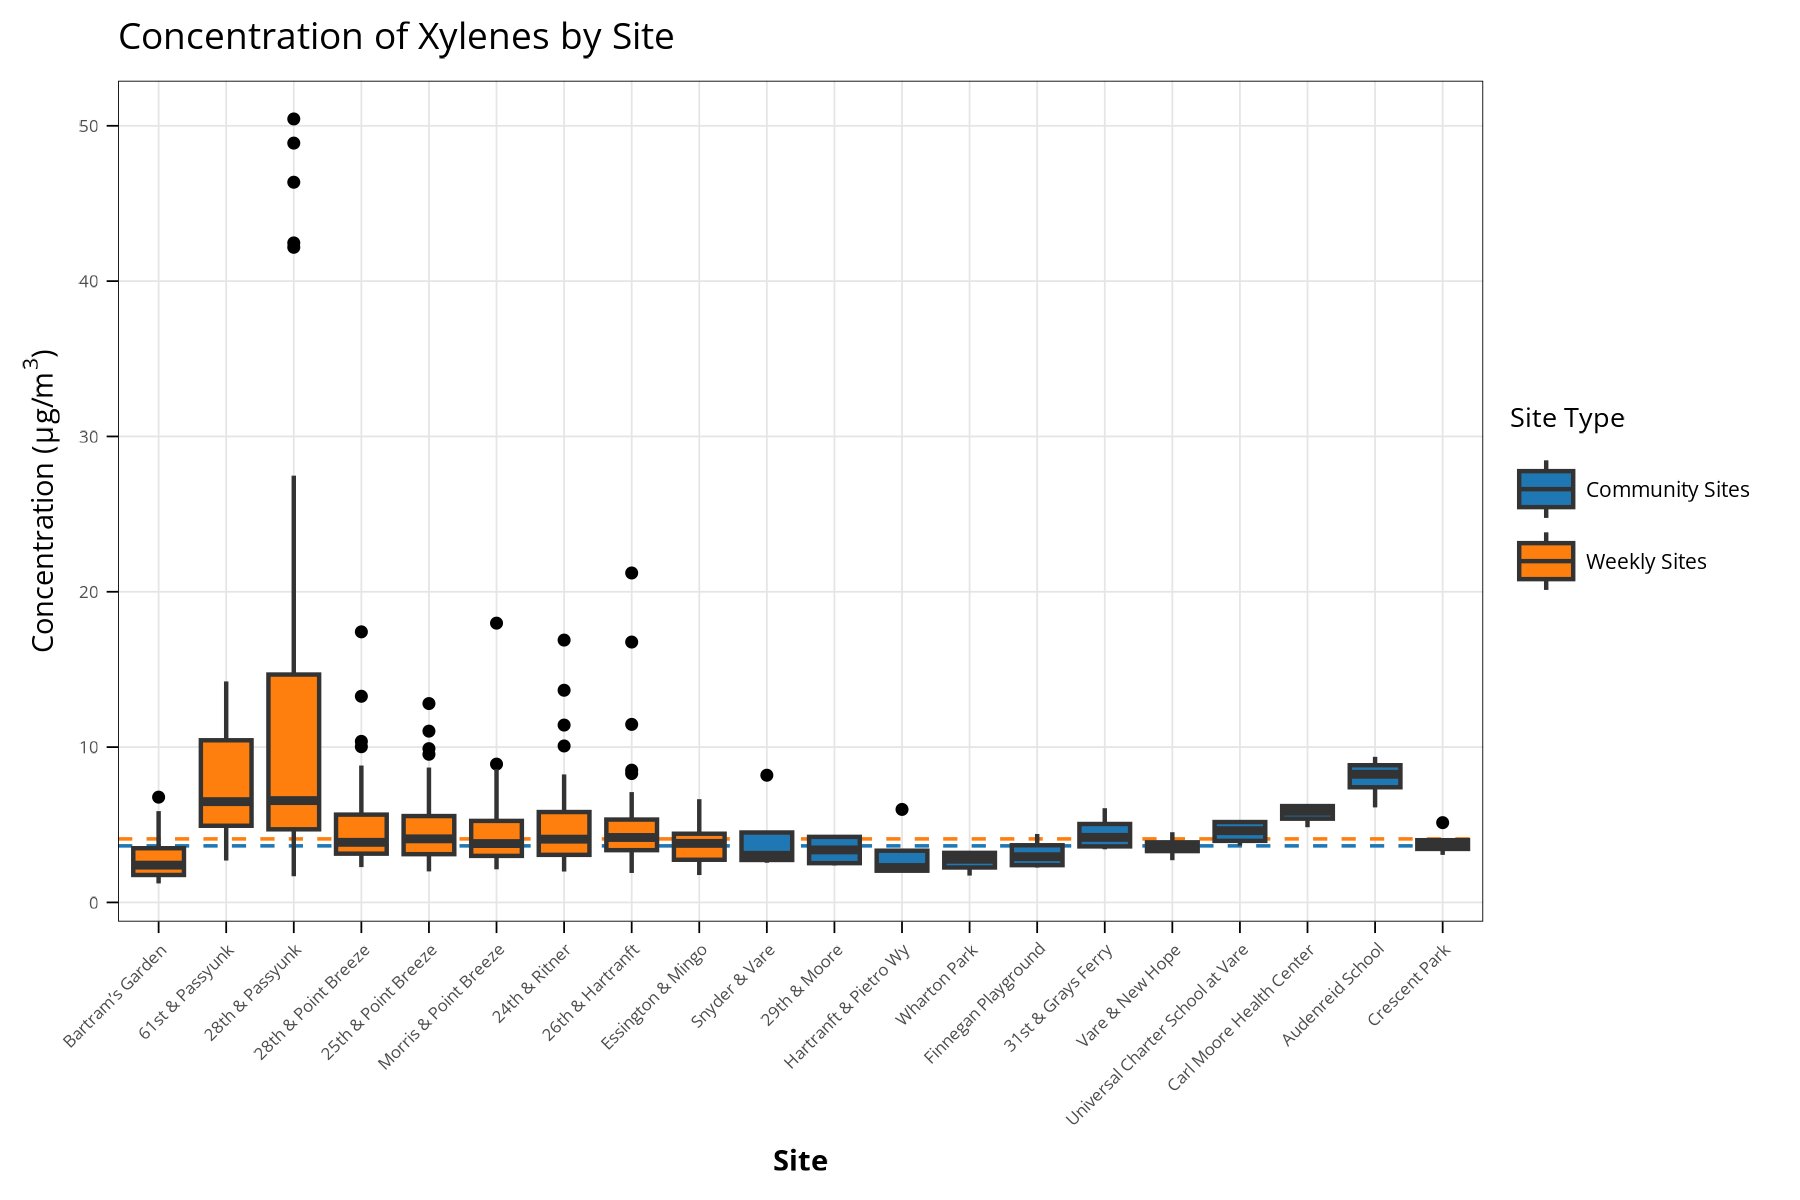 Concentration of Xylenes by Site
Concentration (µg/m³)
50
40
30
20
10
0
Bartram's Garden
61st & Passyunk
28th & Passyunk
28th & Point Breeze
25th & Point Breeze
Morris & Point Breeze
24th & Ritner
26th & Hartranft
Essington & Mingo
Snyder & Vare
29th & Moore
Hartranft & Pietro Wy
Wharton Park
Finnegan Playground
31st & Grays Ferry
Vare & New Hope
Universal Charter School at Vare
Carl Moore Health Center
Audenreid School
Crescent Park
Site
Site Type
Community Sites
Weekly Sites